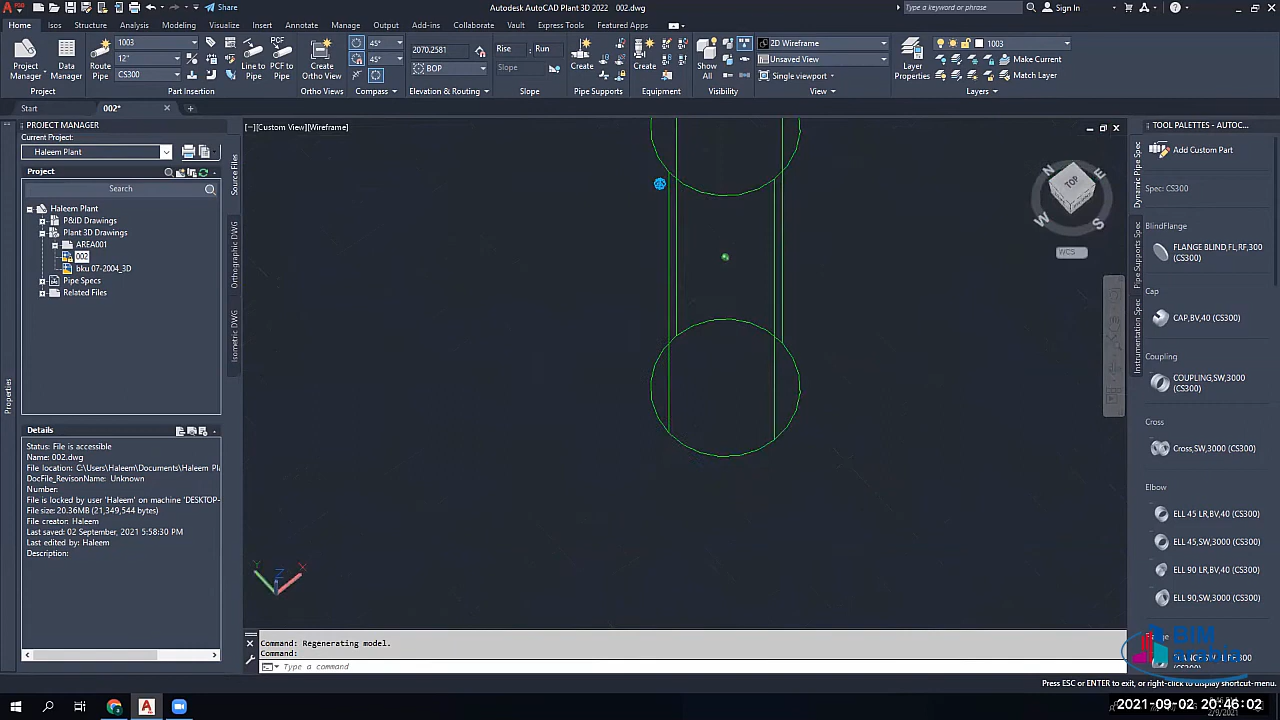 Share
Autodesk AutoCAD Plant 3D 2022 002.dwg
Type a keyword or phrase
Sign In
Home Isos Structure Analysis Modeling Visualize Insert Annotate Manage Output Add-ins Collaborate Vault Express Tools Featured Apps
Project Manager
Data Manager
Route Pipe
1003
12"
CS300
Line to Pipe
PCF to Pipe
Create Ortho View
45°
45°
2070.2581
BOP
Rise: Run
Slope
Create
Create
Show All
2D Wireframe
Unsaved View
Single viewport
Layer Properties
1003
Make Current
Match Layer
Project
Part Insertion
Ortho Views
Compass
Elevation & Routing
Slope
Pipe Supports
Equipment
Visibility
View
Layers
Start
002*
PROJECT MANAGER
Current Project:
Haleem Plant
Project
Search
Haleem Plant
P&ID Drawings
Plant 3D Drawings
AREA001
002
bku 07-2004_3D
Pipe Specs
Related Files
Source Files
Orthographic DWG
Isometric DWG
Properties
Details
Status: File is accessible
Name: 002.dwg
File location: C:\Users\Haleem\Documents\Haleem Pl
DocFile_RevisonName: Unknown
Number:
File is locked by user 'Haleem' on machine 'DESKTOP-
File size: 20.36MB (21,349,544 bytes)
File creator: Haleem
Last saved: 02 September, 2021 5:58:30 PM
Last edited by: Haleem
Description:
[−][Custom View][Wireframe]
N
E
TOP
W
S
WCS
Y
Z
X
Command: Regenerating model.
Command:
Type a command
TOOL PALETTES - AUTOC...
Dynamic Pipe Spec
Pipe Supports Spec
Instrumentation Spec
Add Custom Part
Spec: CS300
BlindFlange
FLANGE BLIND,FL,RF,300
(CS300)
Cap
CAP,BV,40 (CS300)
Coupling
COUPLING,SW,3000
(CS300)
Cross
Cross,SW,3000 (CS300)
Elbow
ELL 45 LR,BV,40 (CS300)
ELL 45,SW,3000 (CS300)
ELL 90 LR,BV,40 (CS300)
ELL 90,SW,3000 (CS300)
BIM
Press ESC or ENTER to exit, or right-click to display shortcut-menu.
2021-09-02 20:46:02